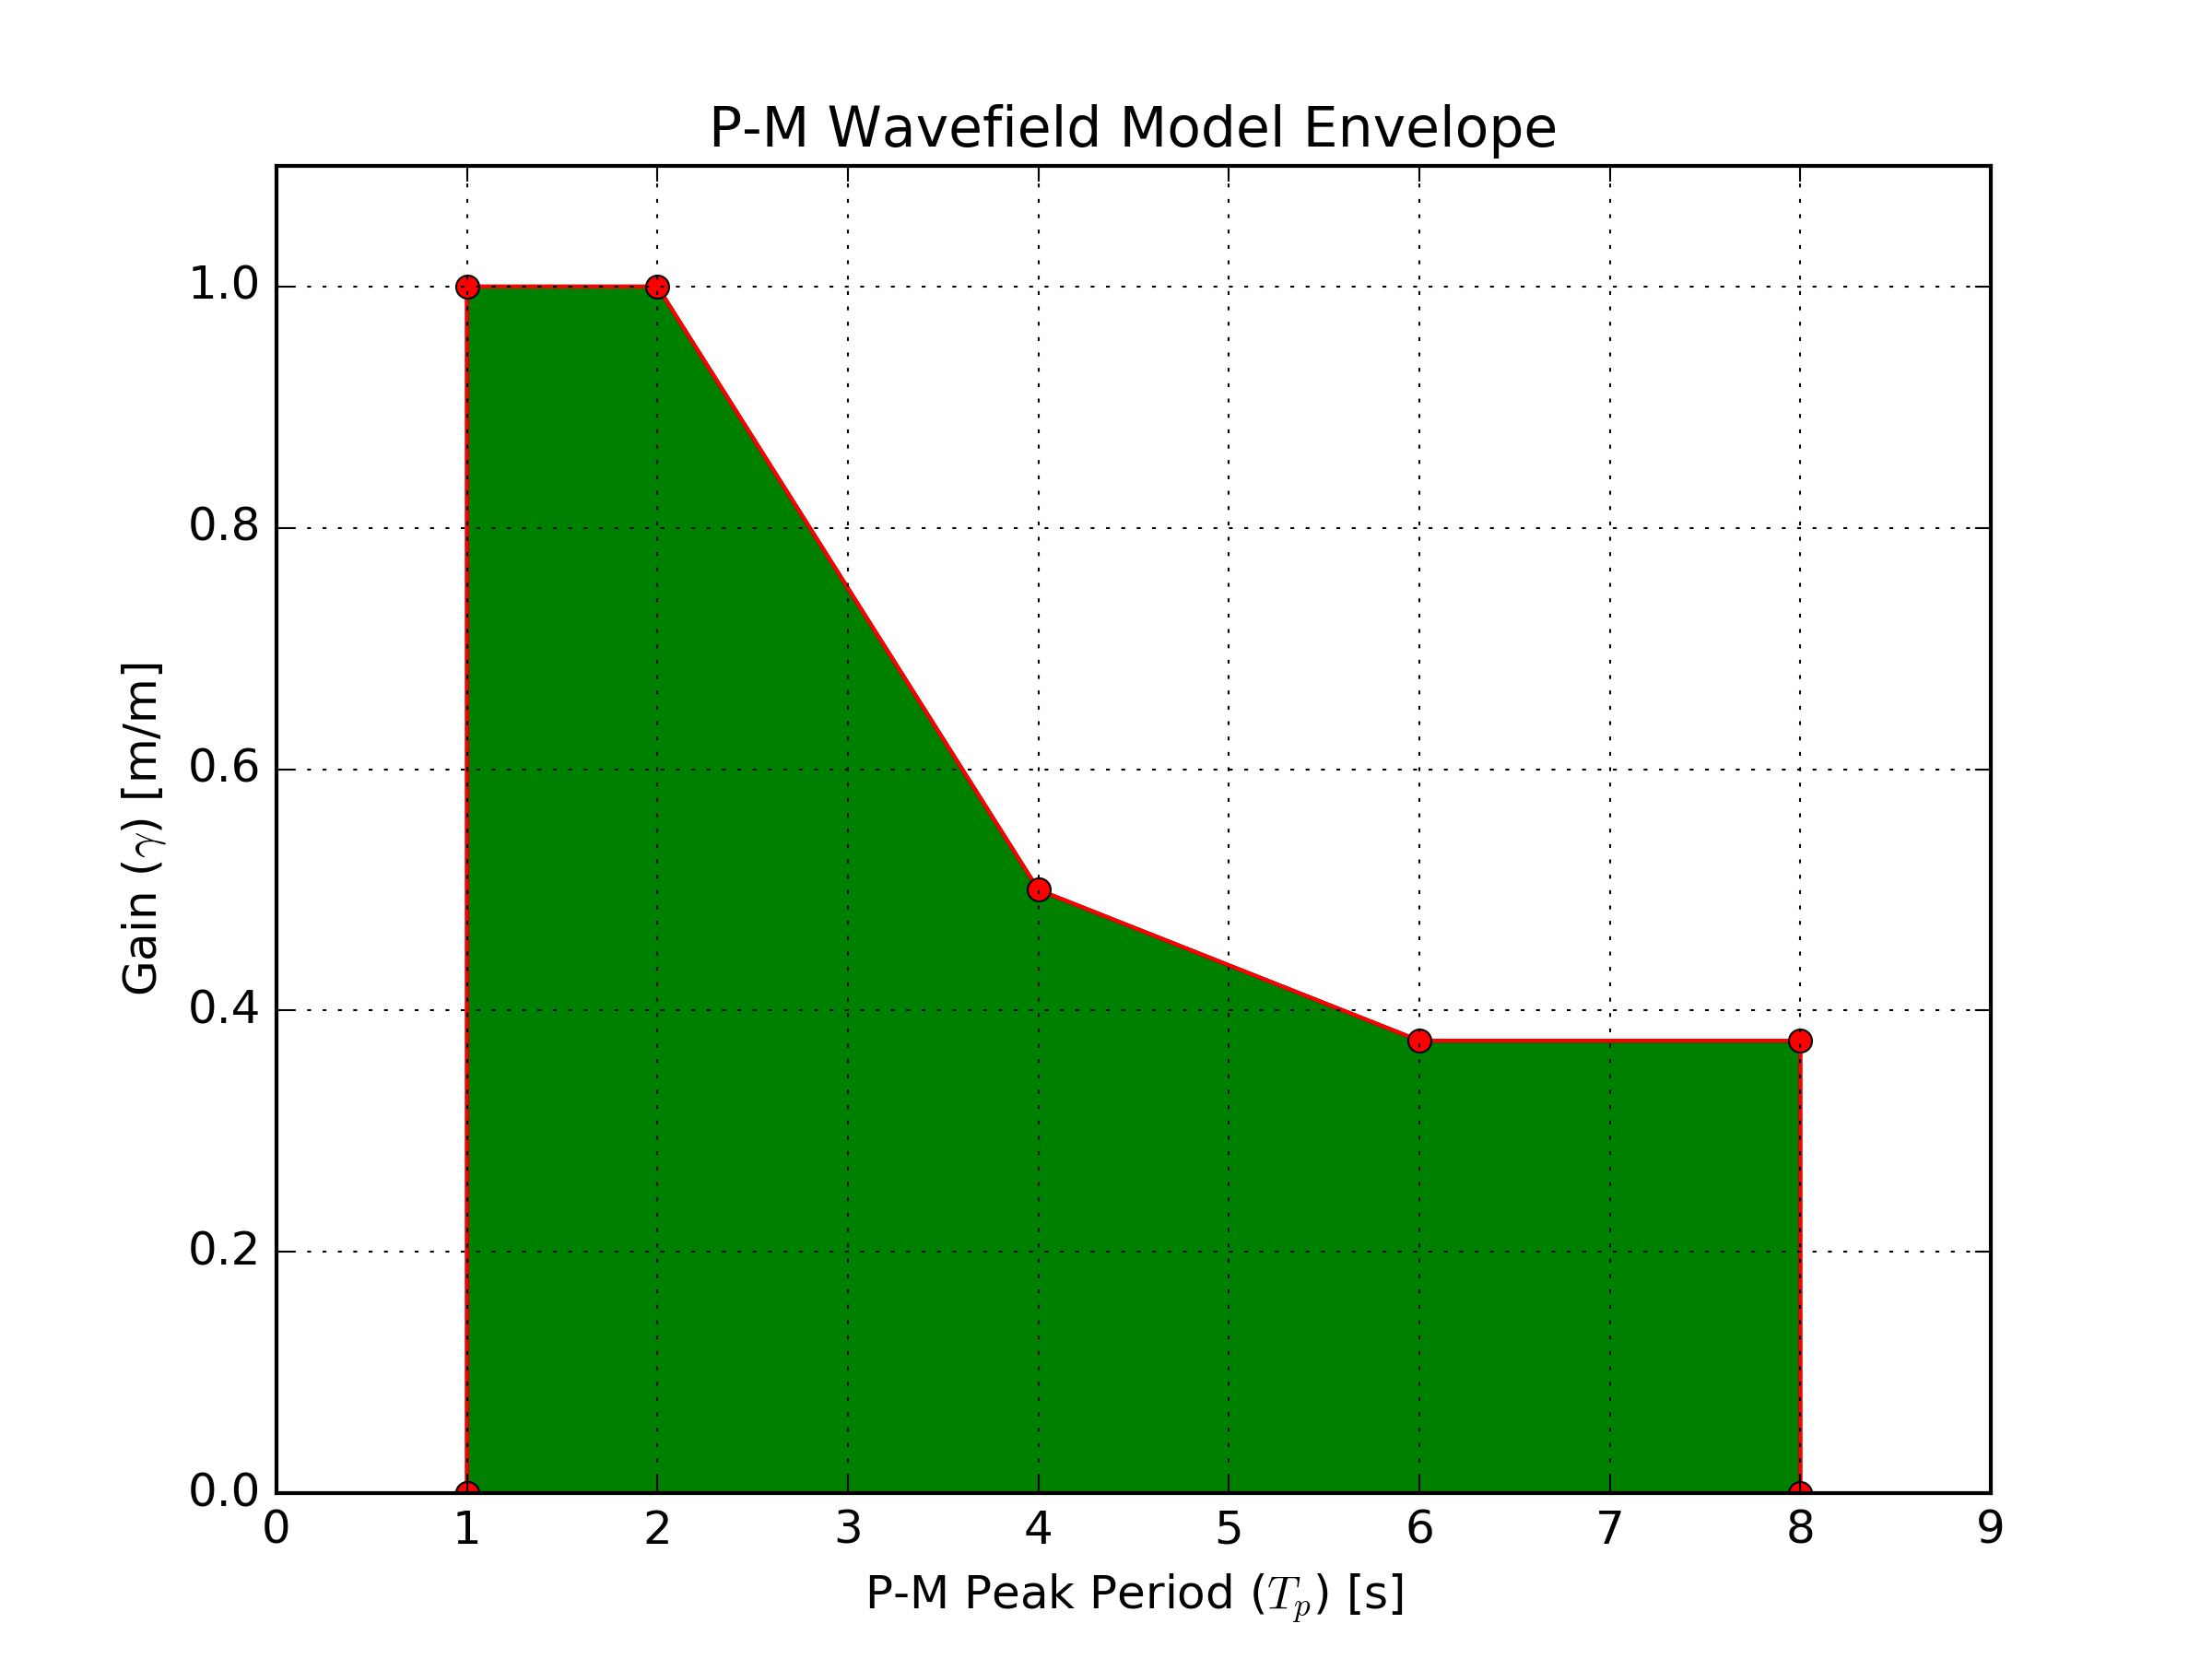 P-M Wavefield Model Envelope
Gain (γ) [m/m]
1.0
0.8
0.6
0.4
0.2
0.0
0 1 2 3 4 5 6 7 8 9
P-M Peak Period (Tp) [s]